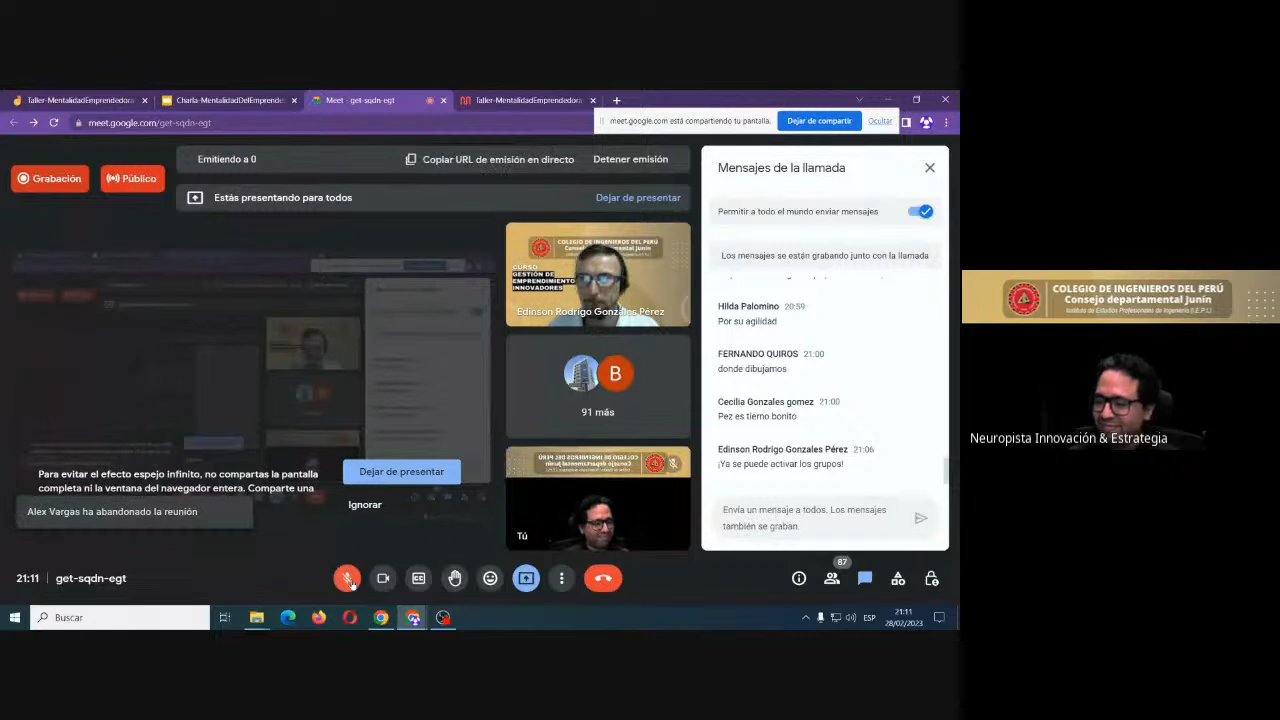 Taller-MentalidadEmprendedora
Charla-MentalidadDelEmprende
Meet - get-sqdn-egt
Taller-MentalidadEmprendedora
meet.google.com/get-sqdn-egt
meet.google.com está compartiendo tu pantalla.
Dejar de compartir
Ocultar
Emitiendo a 0
Copiar URL de emisión en directo
Detener emisión
Grabación
Público
Estás presentando para todos
Dejar de presentar
Mensajes de la llamada
Permitir a todo el mundo enviar mensajes
Los mensajes se están grabando junto con la llamada
Hilda Palomino 20:59
Por su agilidad
FERNANDO QUIROS 21:00
donde dibujamos
Cecilia Gonzales gomez 21:00
Pez es tierno bonito
Edinson Rodrigo Gonzales Pérez 21:06
¡Ya se puede activar los grupos!
Envía un mensaje a todos. Los mensajes
también se graban.
COLEGIO DE INGENIEROS DEL PERÚ
CURSO
GESTIÓN DE
EMPRENDIMIENTO
INNOVADORES
Edinson Rodrigo Gonzales Pérez
B
91 más
Tú
Para evitar el efecto espejo infinito, no compartas la pantalla
completa ni la ventana del navegador entera. Comparte una
Dejar de presentar
Ignorar
Alex Vargas ha abandonado la reunión
21:11 | get-sqdn-egt
87
Buscar
ESP
21:11
28/02/2023
COLEGIO DE INGENIEROS DEL PERÚ
Consejo departamental Junín
Instituto de Estudios Profesionales de Ingeniería (I.E.P.I.)
Neuropista Innovación & Estrategia